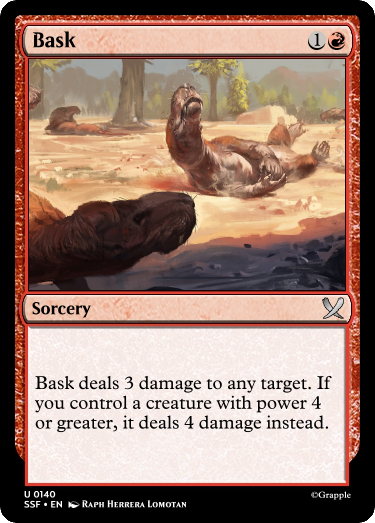 Bask
1
Sorcery
Bask deals 3 damage to any target. If
you control a creature with power 4
or greater, it deals 4 damage instead.
U 0140
SSF • EN Raph Herrera Lomotan
©Grapple